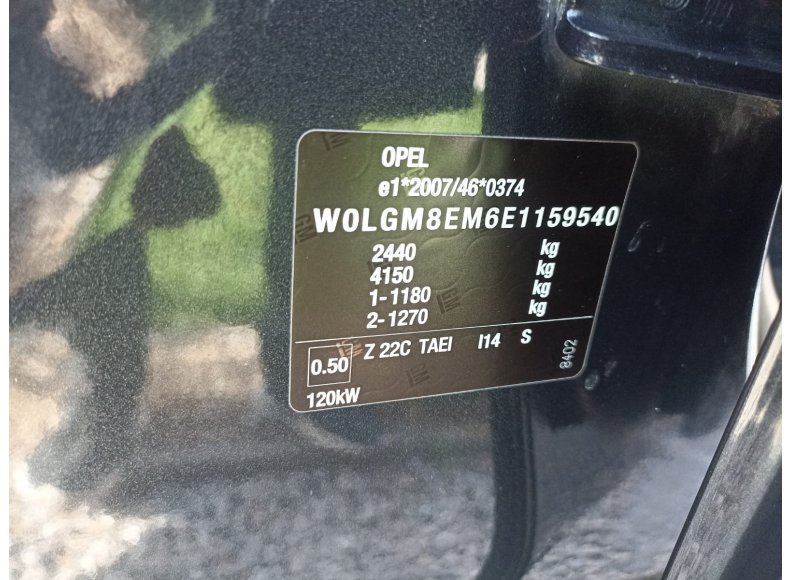 OPEL
e1*2007/46*0374
W0LGM8EM6E1159540
2440 kg
4150 kg
1-1180 kg
2-1270 kg
0.50 Z 22C TAEI I14 S
120kW
8402